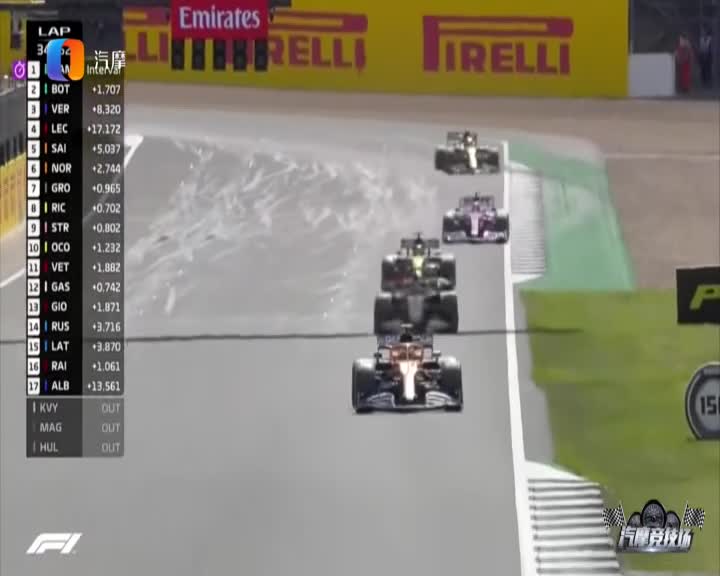 LAP
汽摩
Interval
1
2 BOT +1.707
3 VER +8.320
4 LEC +17.172
5 SAI +5.037
6 NOR +2.744
7 GRO +0.965
8 RIC +0.702
9 STR +0.802
10 OCO +1.232
11 VET +1.882
12 GAS +0.742
13 GIO +1.871
14 RUS +3.716
15 LAT +3.870
16 RAI +1.061
17 ALB +13.561
KVY OUT
MAG OUT
HUL OUT
Emirates
IRELLI
PIRELLI
P
150
F1
汽摩竞技场